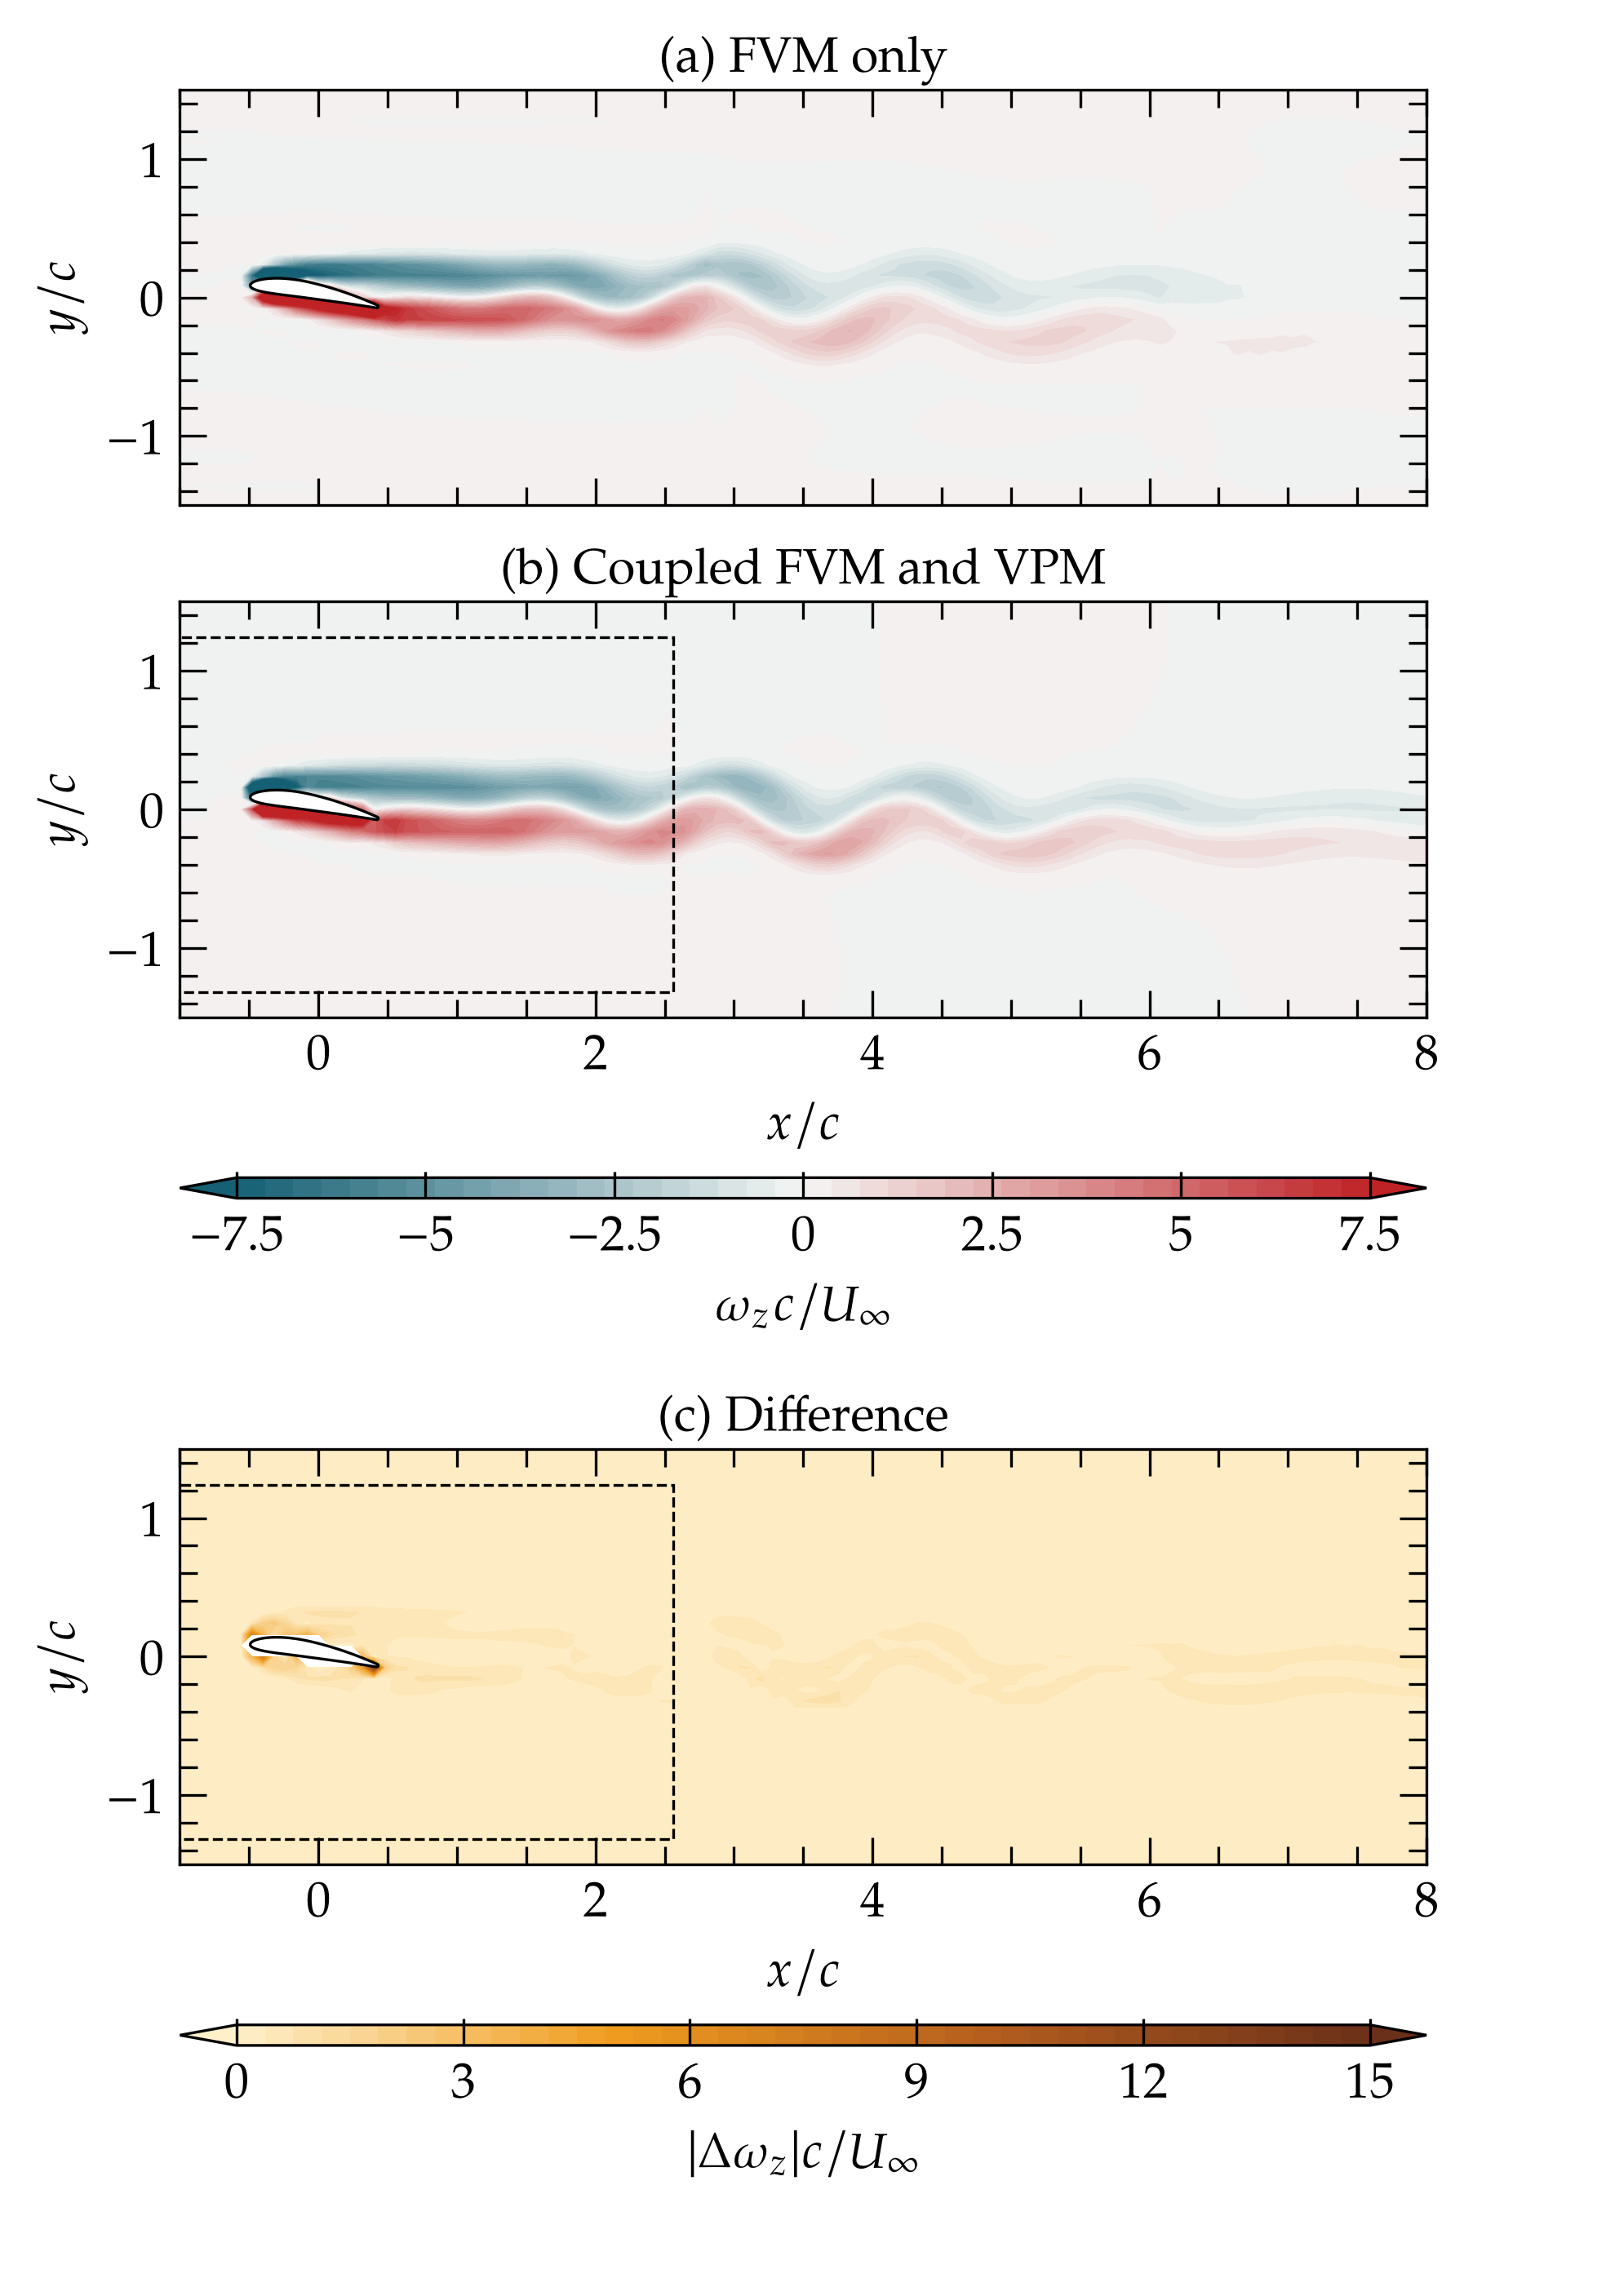 (a) FVM only
1
0
−1
y/c
(b) Coupled FVM and VPM
1
0
−1
y/c
0 2 4 6 8
x/c
−7.5 −5 −2.5 0 2.5 5 7.5
ω_z c/U_∞
(c) Difference
1
0
−1
y/c
0 2 4 6 8
x/c
0 3 6 9 12 15
|Δω_z|c/U_∞